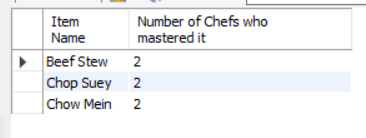 Item Name
Number of Chefs who mastered it
Beef Stew 2
Chop Suey 2
Chow Mein 2